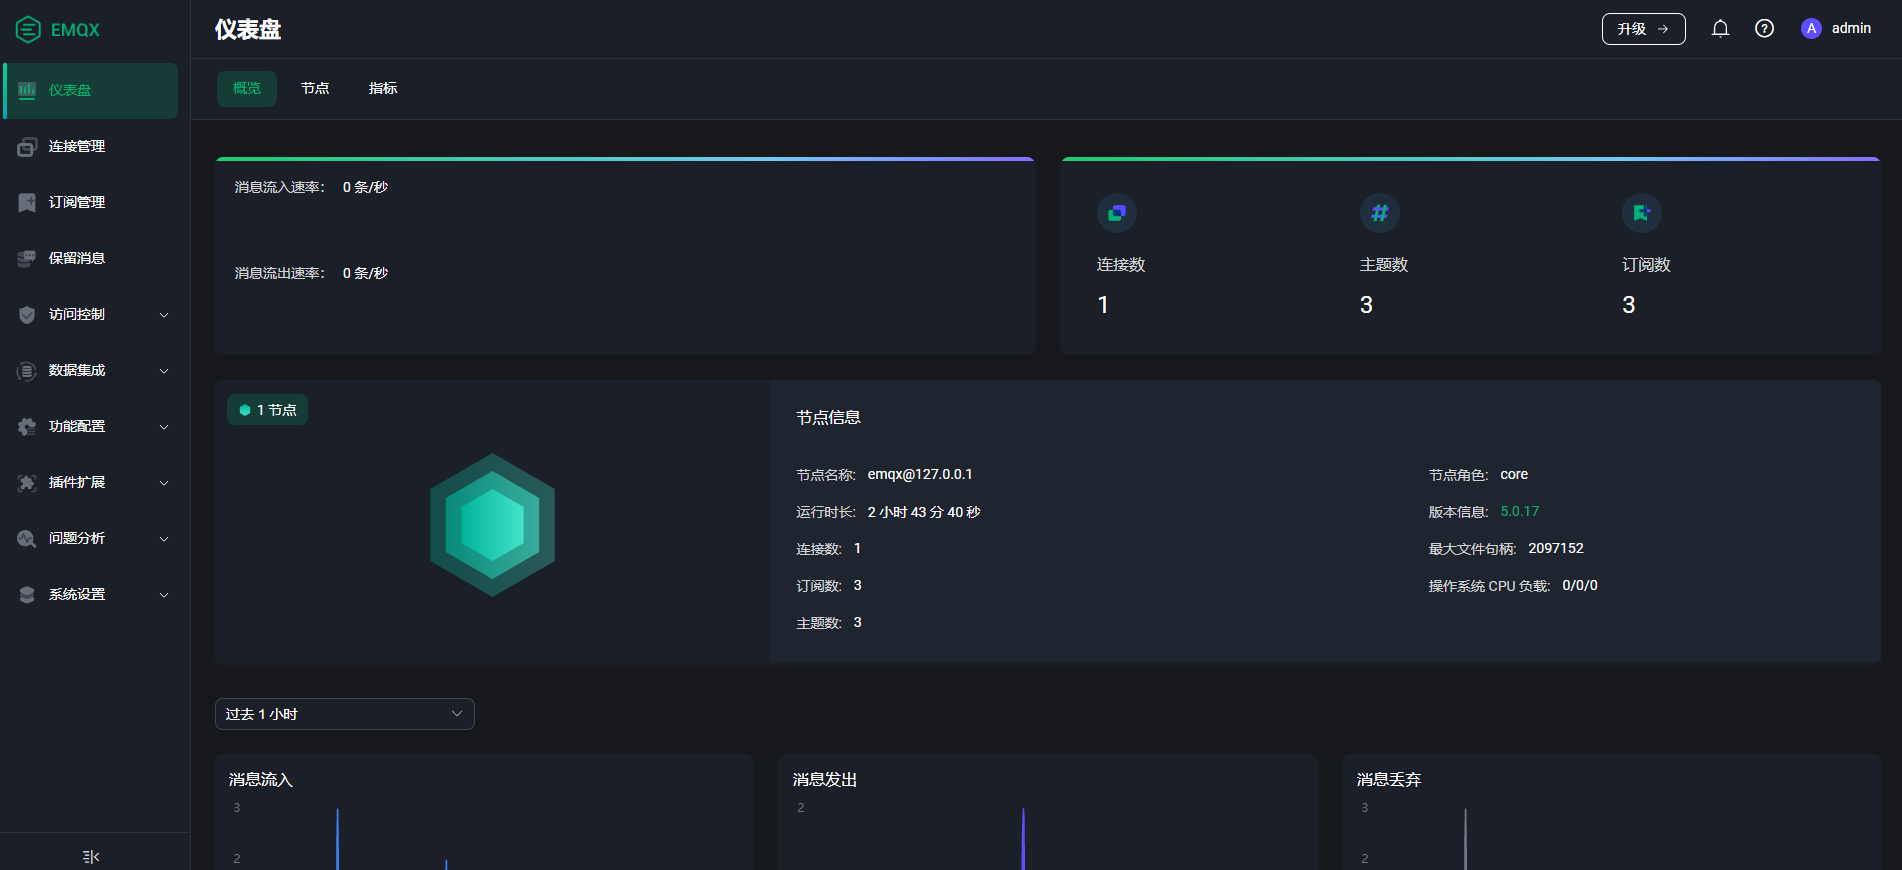 EMQX
仪表盘
连接管理
订阅管理
保留消息
访问控制
数据集成
功能配置
插件扩展
问题分析
系统设置
仪表盘
升级 →
A admin
概览 节点 指标
消息流入速率: 0 条/秒
消息流出速率: 0 条/秒
连接数
1
主题数
3
订阅数
3
1 节点
节点信息
节点名称: emqx@127.0.0.1
运行时长: 2 小时 43 分 40 秒
连接数: 1
订阅数: 3
主题数: 3
节点角色: core
版本信息: 5.0.17
最大文件句柄: 2097152
操作系统 CPU 负载: 0/0/0
过去 1 小时
消息流入
3
2
消息发出
2
消息丢弃
3
2